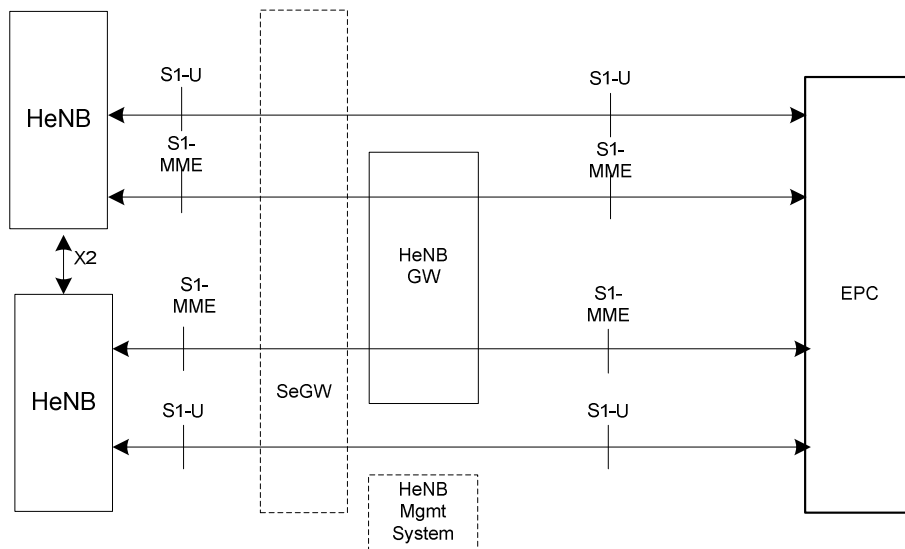 S1-U
S1-U
HeNB
S1-
MME
S1-
MME
HeNB
GW
X2
S1-
MME
S1-
MME
EPC
HeNB
SeGW
S1-U
S1-U
HeNB
Mgmt
System